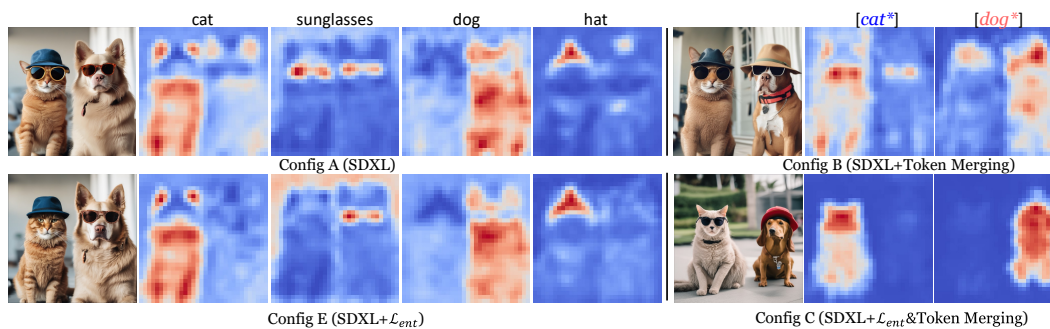 cat sunglasses dog hat [cat*] [dog*]
Config A (SDXL) Config B (SDXL+Token Merging)
Config E (SDXL+ℒₑₙₜ) Config C (SDXL+ℒₑₙₜ&Token Merging)